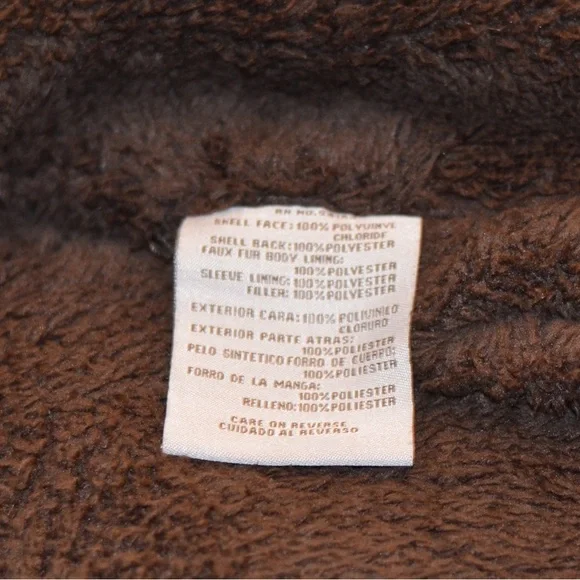 RN NO.
SHELL FACE: 100% POLYVINYL
CHLORIDE
SHELL BACK: 100% POLYESTER
FAUX FUR BODY LINING:
100% POLYESTER
SLEEVE LINING: 100% POLYESTER
FILLER: 100% POLYESTER
EXTERIOR CARA: 100% POLIVINILO
CLORURO
EXTERIOR PARTE ATRAS:
100% POLIESTER
PELO SINTETICO FORRO DE CUERPO:
100% POLIESTER
FORRO DE LA MANGA:
100% POLIESTER
RELLENO: 100% POLIESTER
CARE ON REVERSE
CUIDADO AL REVERSO